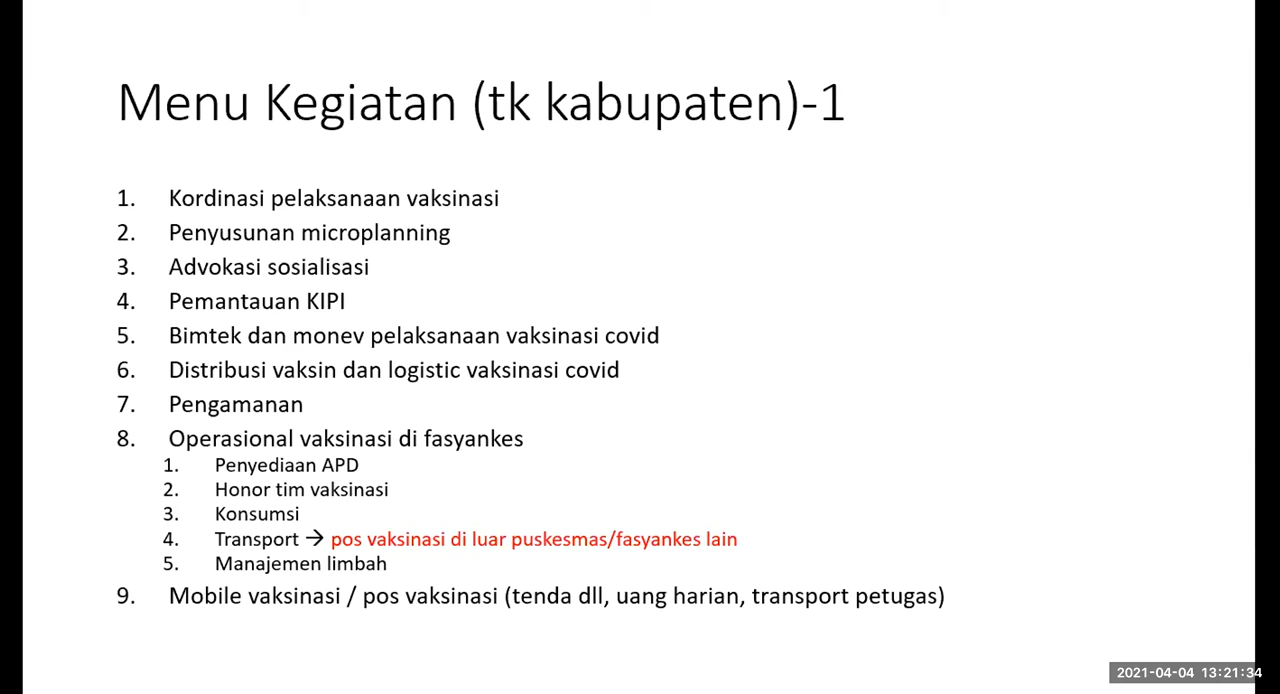 Menu Kegiatan (tk kabupaten)-1
1. Kordinasi pelaksanaan vaksinasi
2. Penyusunan microplanning
3. Advokasi sosialisasi
4. Pemantauan KIPI
5. Bimtek dan monev pelaksanaan vaksinasi covid
6. Distribusi vaksin dan logistic vaksinasi covid
7. Pengamanan
8. Operasional vaksinasi di fasyankes
1. Penyediaan APD
2. Honor tim vaksinasi
3. Konsumsi
4. Transport → pos vaksinasi di luar puskesmas/fasyankes lain
5. Manajemen limbah
9. Mobile vaksinasi / pos vaksinasi (tenda dll, uang harian, transport petugas)
2021-04-04 13:21:34